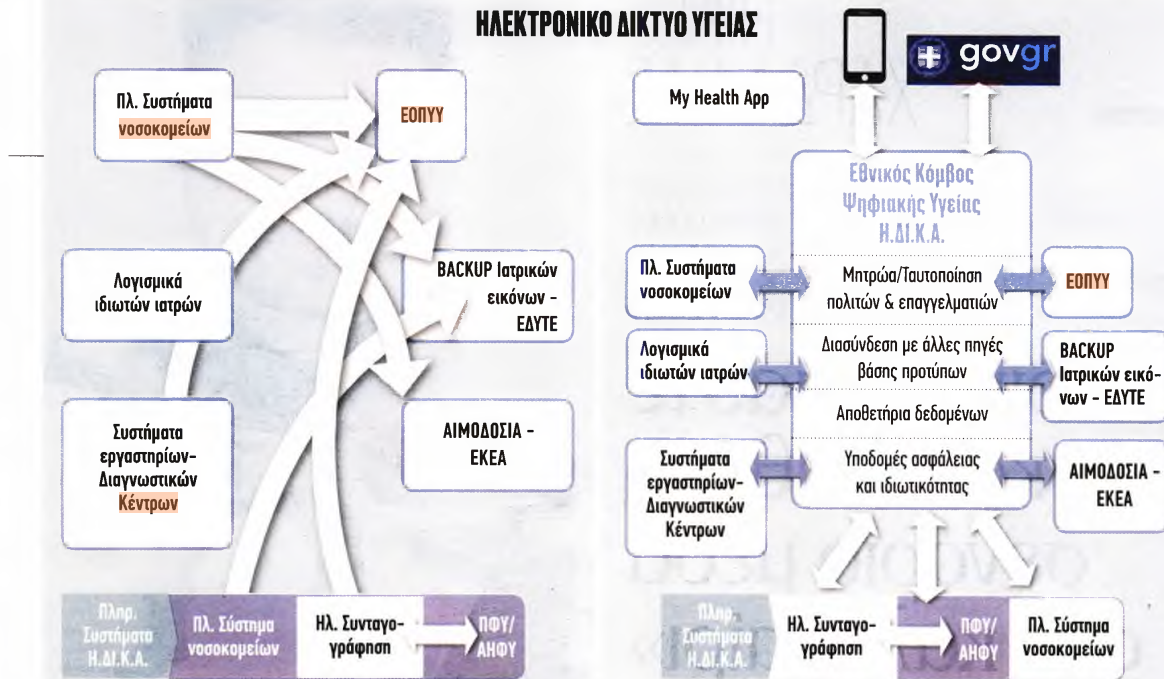 ΗΛΕΚΤΡΟΝΙΚΟ ΔΙΚΤΥΟ ΥΓΕΙΑΣ
Πλ. Συστήματα
νοσοκομείων
ΕΟΠΥΥ
Λογισμικά
ιδιωτών ιατρών
BACKUP Ιατρικών
εικόνων –
ΕΔΥΤΕ
Συστήματα
εργαστηρίων-
Διαγνωστικών
Κέντρων
ΑΙΜΟΔΟΣΙΑ –
ΕΚΕΑ
Πληρ.
Συστήματα
Η.ΔΙ.Κ.Α.
Πλ. Σύστημα
νοσοκομείων
Ηλ. Συνταγο-
γράφηση
ΠΦΥ/
ΑΗΦΥ
govgr
My Health App
Εθνικός Κόμβος
Ψηφιακής Υγείας
Η.ΔΙ.Κ.Α.
Πλ. Συστήματα
νοσοκομείων
Μητρώα/Ταυτοποίηση
πολιτών & επαγγελματιών
ΕΟΠΥΥ
Λογισμικά
ιδιωτών ιατρών
Διασύνδεση με άλλες πηγές
βάσης προτύπων
BACKUP
Ιατρικών εικό-
νων – ΕΔΥΤΕ
Αποθετήρια δεδομένων
Συστήματα
εργαστηρίων-
Διαγνωστικών
Κέντρων
Υποδομές ασφάλειας
και ιδιωτικότητας
ΑΙΜΟΔΟΣΙΑ –
ΕΚΕΑ
Πληρ.
Συστήματα
Η.ΔΙ.Κ.Α.
Ηλ. Συνταγο-
γράφηση
ΠΦΥ/
ΑΗΦΥ
Πλ. Σύστημα
νοσοκομείων